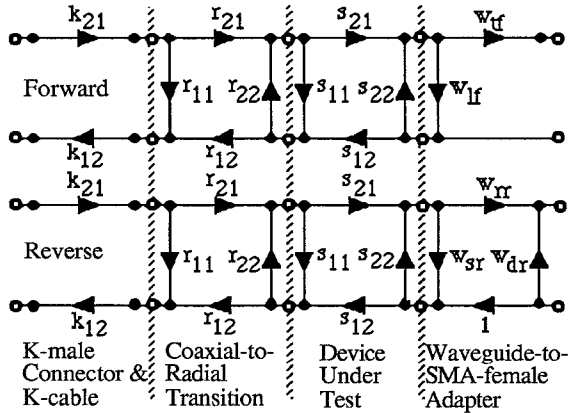 k21 r21 s21 wtf
Forward r11 r22 s11 s22 wlf
k12 r12 s12
k21 r21 s21 wrr
Reverse r11 r22 s11 s22 wsr wdr
k12 r12 s12 1
K-male Coaxial-to- Device Waveguide-to-
Connector & Radial Under SMA-female
K-cable Transition Test Adapter